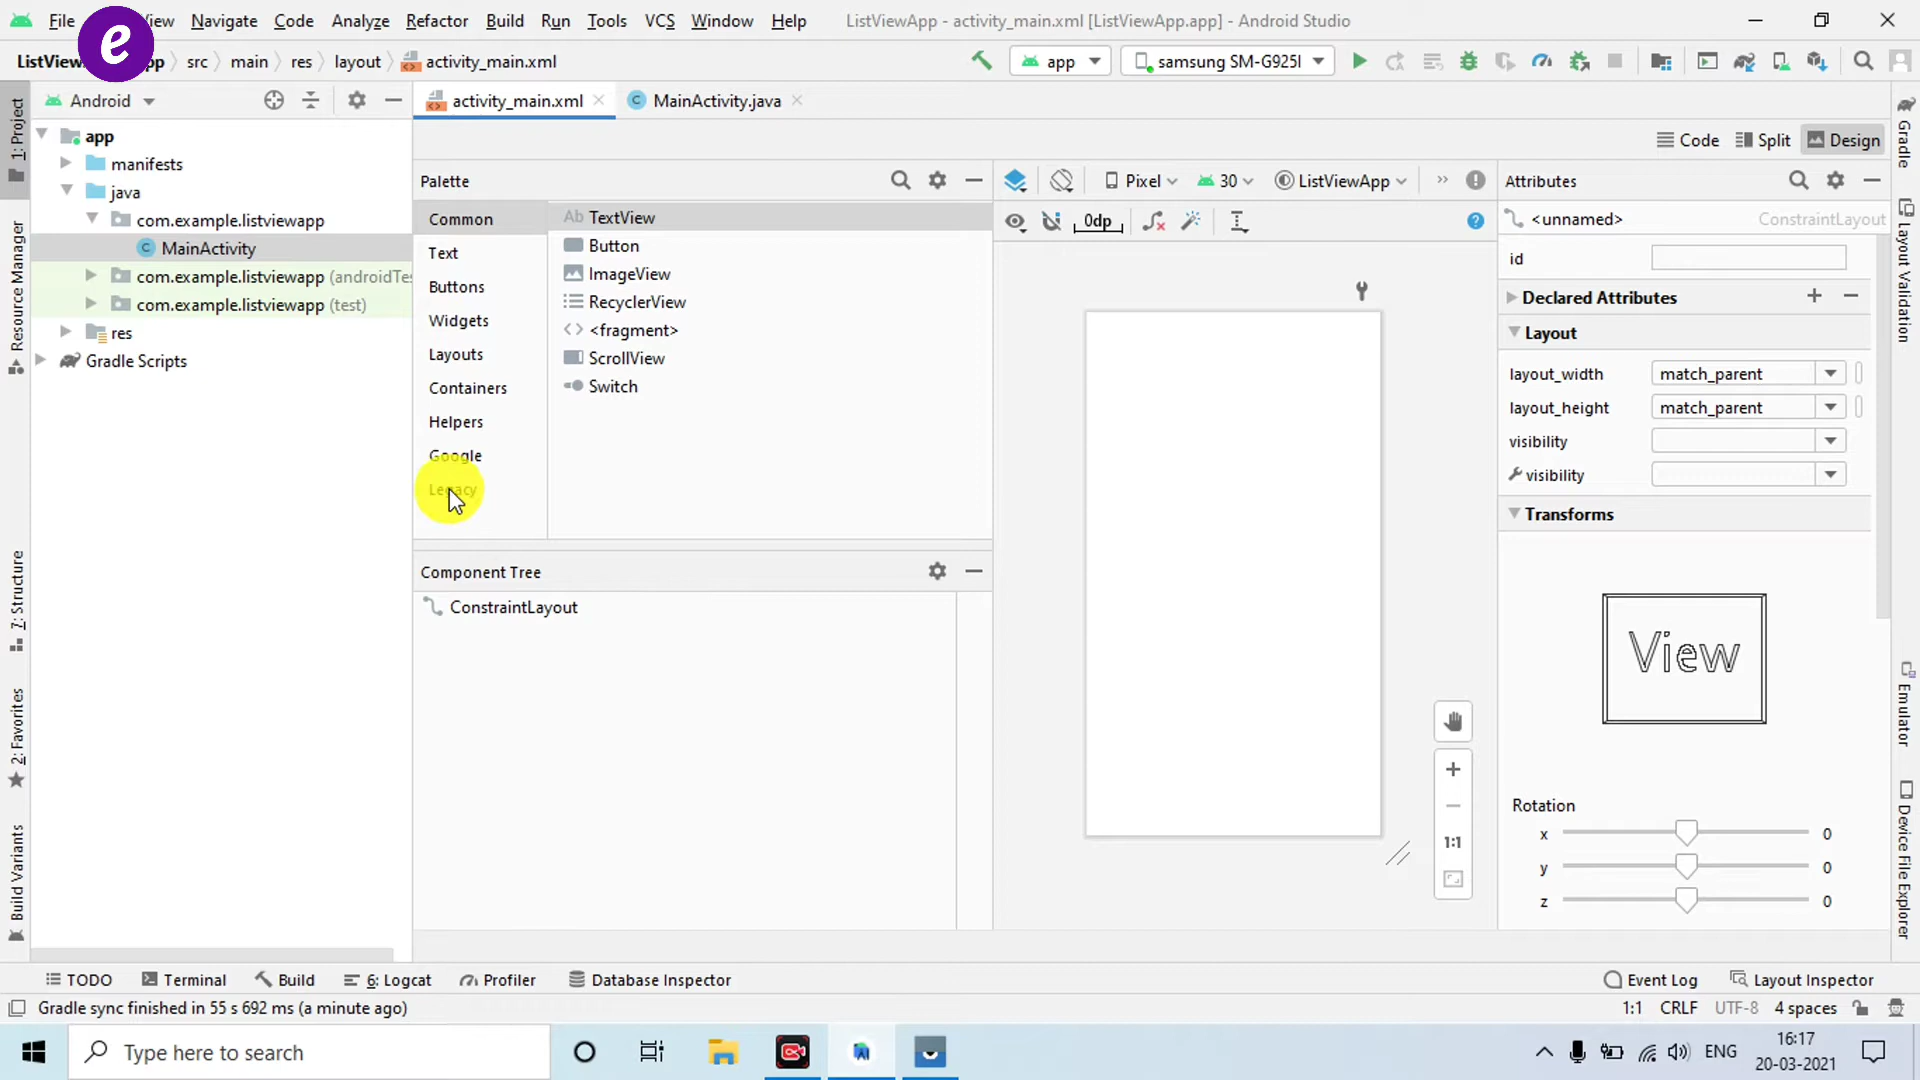 File View Navigate Code Analyze Refactor Build Run Tools VCS Window Help ListViewApp - activity_main.xml [ListViewApp.app] - Android Studio
e
ListView pp src main res layout activity_main.xml app samsung SM-G925I
Android activity_main.xml MainActivity.java
Code Split Design
1: Project
Resource Manager
7: Structure
2: Favorites
Build Variants
app
manifests
java
com.example.listviewapp
MainActivity
com.example.listviewapp (androidTes
com.example.listviewapp (test)
res
Gradle Scripts
Palette
Common
Text
Buttons
Widgets
Layouts
Containers
Helpers
Google
Legacy
Ab TextView
Button
ImageView
RecyclerView
<fragment>
ScrollView
Switch
Component Tree
ConstraintLayout
Pixel 30 ListViewApp
0dp
1:1
Attributes
<unnamed> ConstraintLayout
id
Declared Attributes
Layout
layout_width match_parent
layout_height match_parent
visibility
visibility
Transforms
View
Rotation
x 0
y 0
z 0
Gradle
Layout Validation
Emulator
Device File Explorer
TODO Terminal Build 6: Logcat Profiler Database Inspector Event Log Layout Inspector
Gradle sync finished in 55 s 692 ms (a minute ago) 1:1 CRLF UTF-8 4 spaces
Type here to search ENG 16:17
20-03-2021